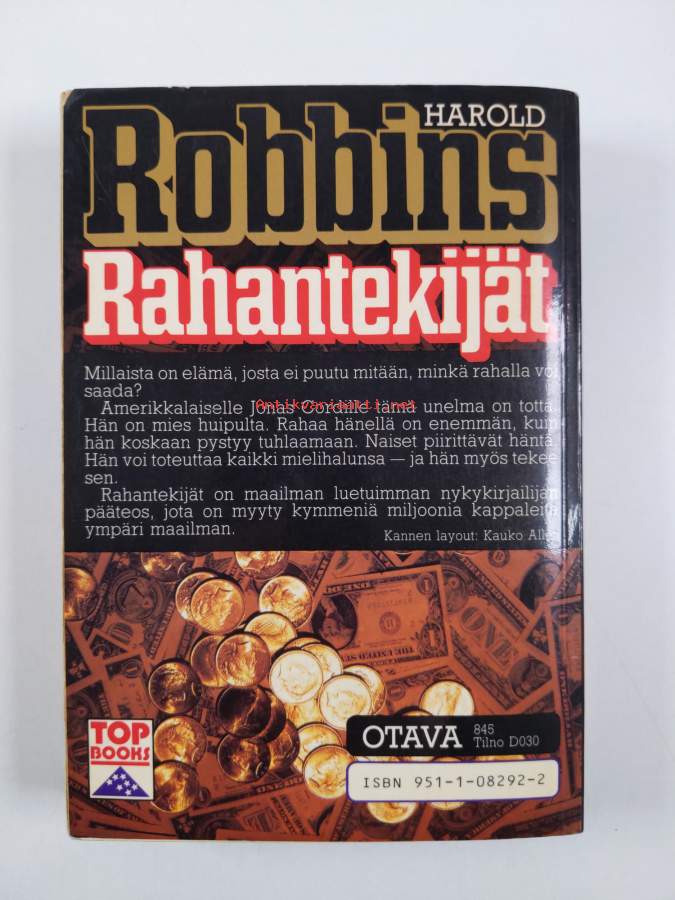 HAROLD
Robbins
Rahantekijät
Millaista on elämä, josta ei puutu mitään, minkä rahalla voi
saada?
Amerikkalaiselle Jonas Cordille tämä unelma on totta.
Hän on mies huipulta. Rahaa hänellä on enemmän, kuin
hän koskaan pystyy tuhlaamaan. Naiset piirittävät häntä.
Hän voi toteuttaa kaikki mielihalunsa — ja hän myös tekee
sen.
Rahantekijät on maailman luetuimman nykykirjailijan
pääteos, jota on myyty kymmeniä miljoonia kappaleita
ympäri maailman.
Kannen layout: Kauko
Antikvariaatti.net
TOP
BOOKS
OTAVA
845
Tilno D030
ISBN 951-1-08292-2
ONE